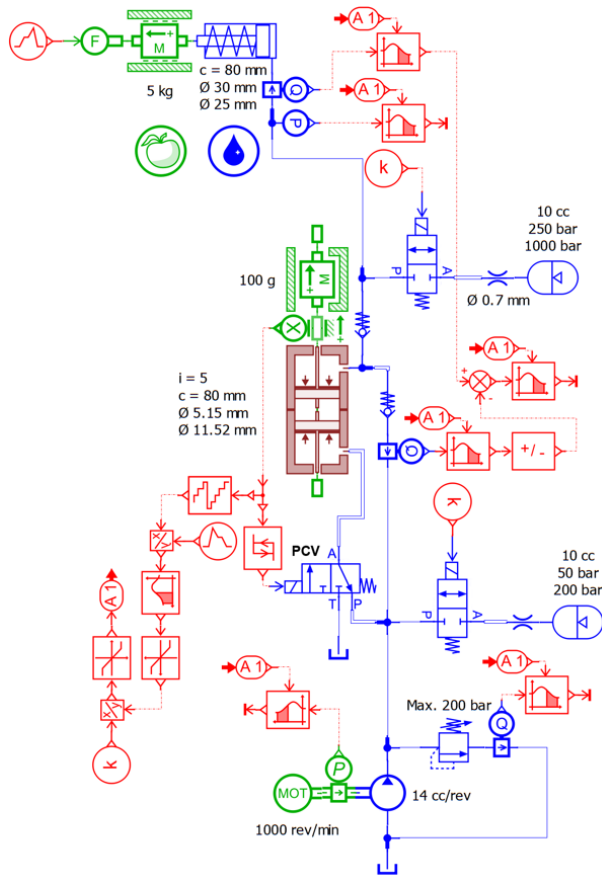 A 1
F
M
5 kg
c = 80 mm
Ø 30 mm
Ø 25 mm
Q
A 1
P
k
10 cc
250 bar
1000 bar
P
A
Ø 0.7 mm
100 g
M
X
i = 5
c = 80 mm
Ø 5.15 mm
Ø 11.52 mm
A 1
+
-
A 1
Q
+/-
k
x/y
A 1
PCV
A
T
P
P
A
10 cc
50 bar
200 bar
x/y
k
A 1
A 1
Max. 200 bar
Q
P
MOT
14 cc/rev
1000 rev/min